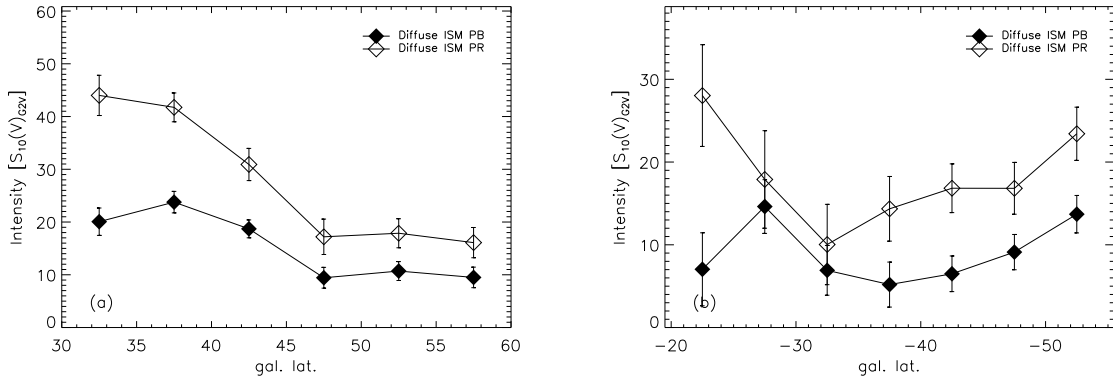 60
50
40
30
20
10
0
Intensity [S10(V)G2V]
Diffuse ISM PB
Diffuse ISM PR
(a)
30 35 40 45 50 55 60
gal. lat.
30
20
10
0
Intensity [S10(V)G2V]
Diffuse ISM PB
Diffuse ISM PR
(b)
−20 −30 −40 −50
gal. lat.